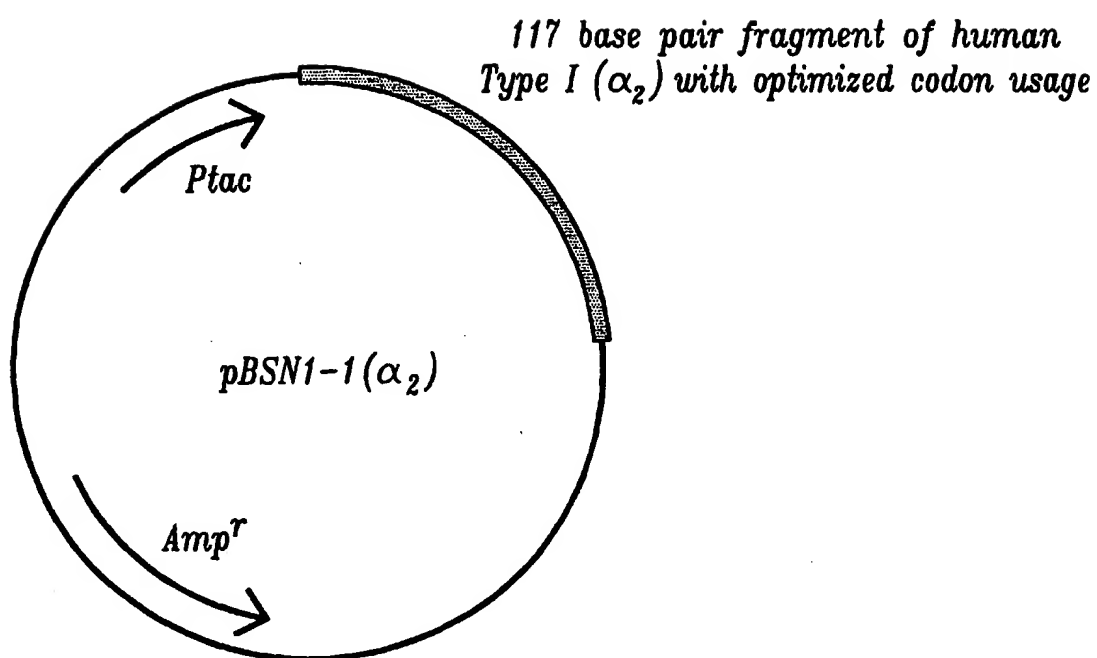 117 base pair fragment of human
Type I (α₂) with optimized codon usage
Ptac
pBSN1-1(α₂)
Ampʳ